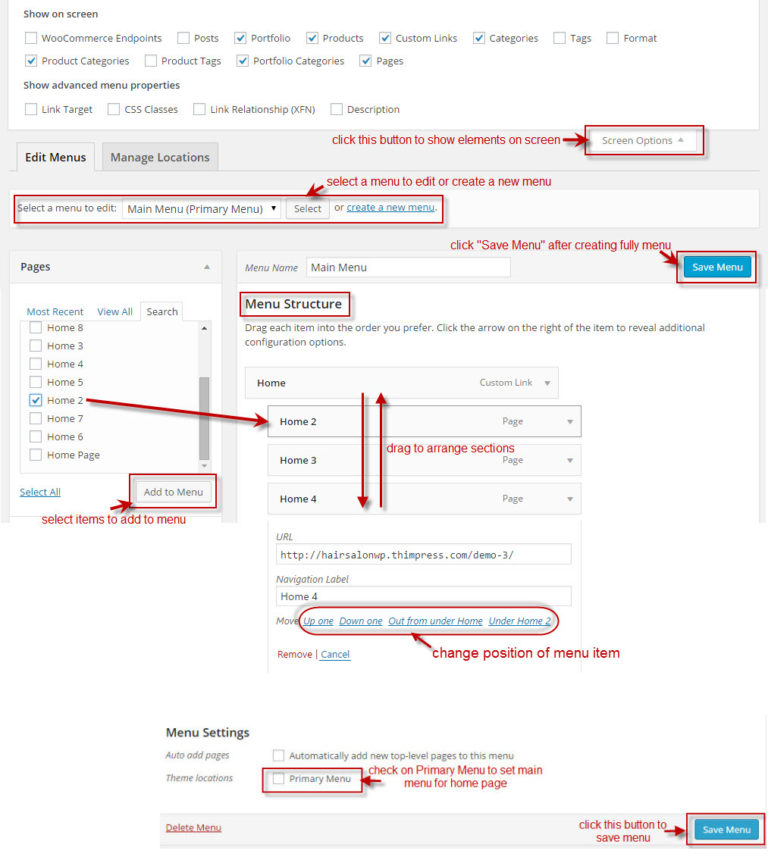 Show on screen
WooCommerce Endpoints Posts Portfolio Products Custom Links Categories Tags Format
Product Categories Product Tags Portfolio Categories Pages
Show advanced menu properties
Link Target CSS Classes Link Relationship (XFN) Description
click this button to show elements on screen Screen Options
Edit Menus Manage Locations
select a menu to edit or create a new menu
Select a menu to edit: Main Menu (Primary Menu) Select or create a new menu.
click "Save Menu" after creating fully menu
Pages Menu Name Main Menu Save Menu
Menu Structure
Most Recent View All Search
Drag each item into the order you prefer. Click the arrow on the right of the item to reveal additional
configuration options.
Home 8
Home 3
Home 4
Home 5
Home 2
Home 7
Home 6
Home Page
Select All Add to Menu
select items to add to menu
Home Custom Link
Home 2 Page
drag to arrange sections
Home 3 Page
Home 4 Page
URL
http://hairsalonwp.thimpress.com/demo-3/
Navigation Label
Home 4
Move Up one Down one Out from under Home Under Home 2
change position of menu item
Remove | Cancel
Menu Settings
Auto add pages Automatically add new top-level pages to this menu
Theme locations Primary Menu check on Primary Menu to set main
menu for home page
Delete Menu click this button to Save Menu
save menu